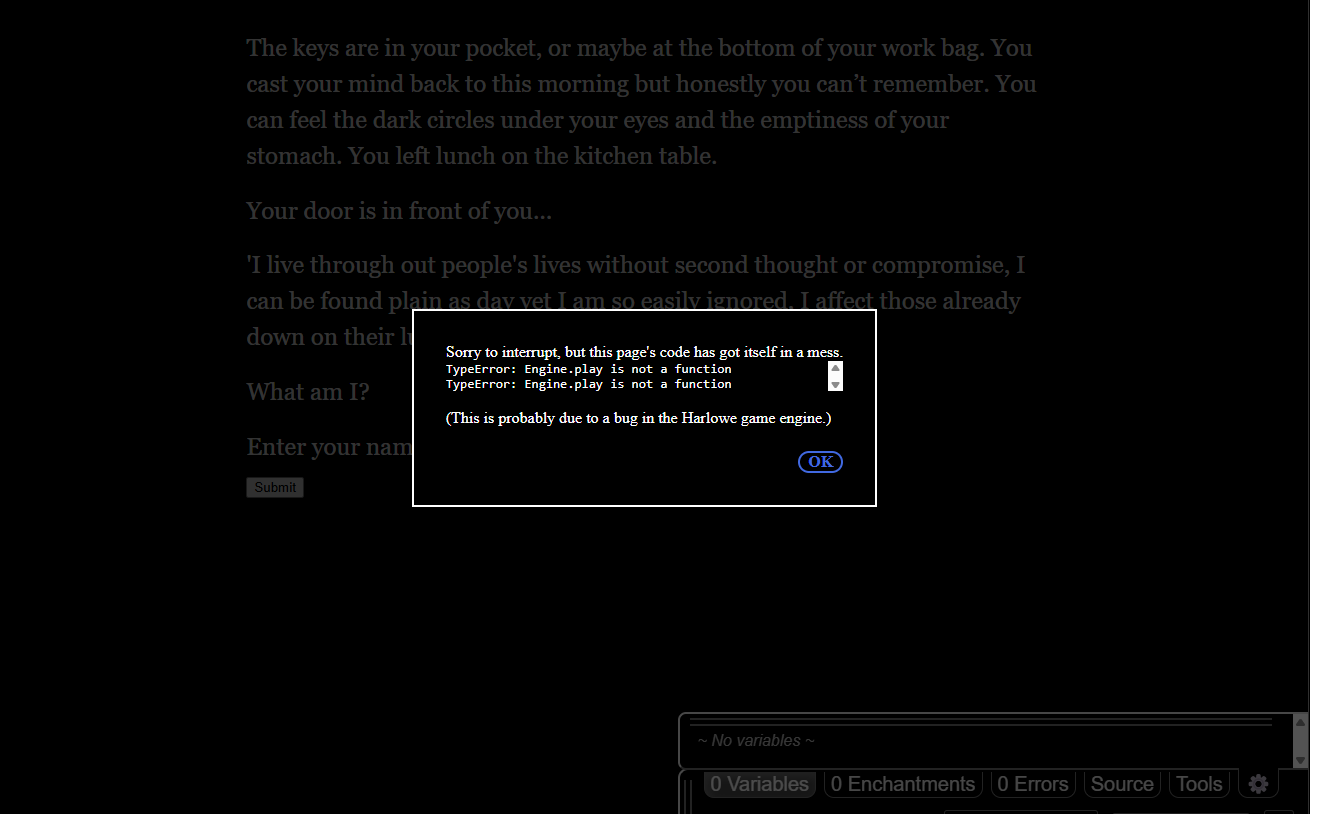 The keys are in your pocket, or maybe at the bottom of your work bag. You
cast your mind back to this morning but honestly you can’t remember. You
can feel the dark circles under your eyes and the emptiness of your
stomach. You left lunch on the kitchen table.
Your door is in front of you...
'I live through out people's lives without second thought or compromise, I
can be found plain as day yet I am so easily ignored. I affect those already
down on their
What am I?
Enter your
Submit
Sorry to interrupt, but this page's code has got itself in a mess.
TypeError: Engine.play is not a function
TypeError: Engine.play is not a function
(This is probably due to a bug in the Harlowe game engine.)
OK
~ No variables ~
0 Variables 0 Enchantments 0 Errors Source Tools